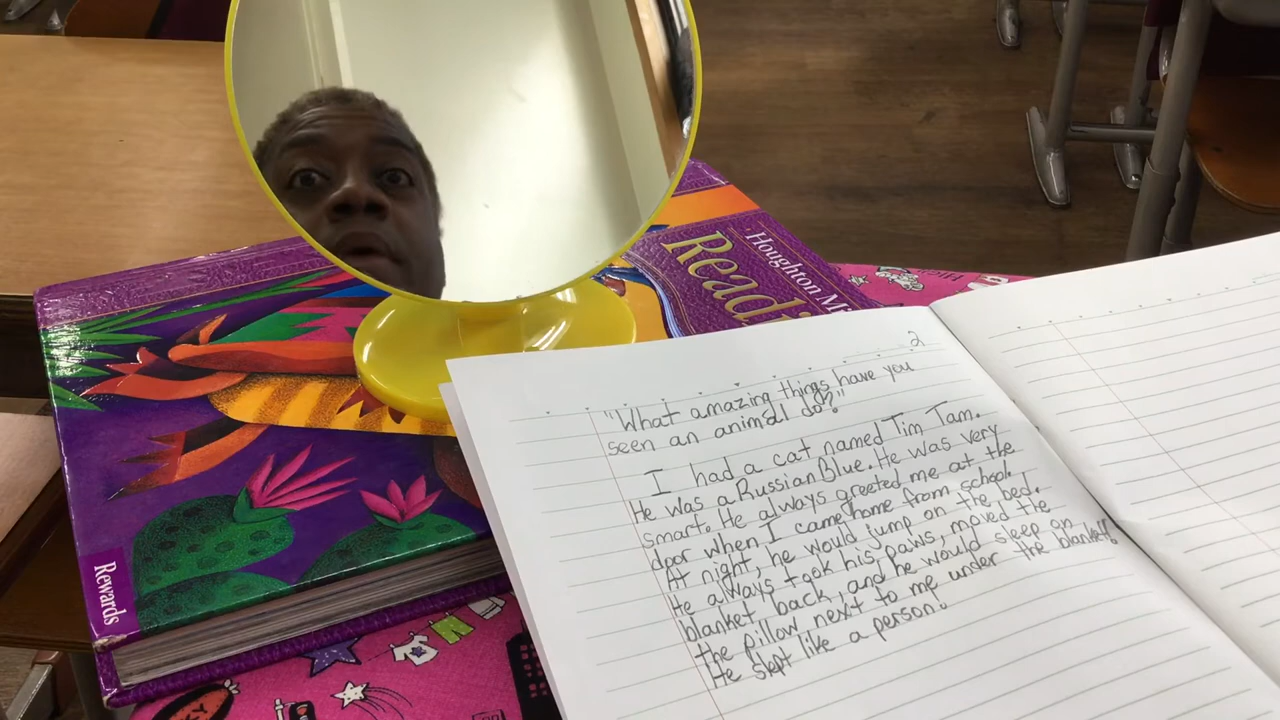 Houghton Mi
Readi
Rewards
2
"What amazing things have you
seen an animal do?"
I had a cat named Tim Tam.
He was a Russian Blue. He was very
smart. He always greeted me at the
door when I came home from school.
At night, he would jump on the bed.
He always took his paws, moved the
blanket back, and he would sleep on
the pillow next to me under the blanket!
He slept like a person.